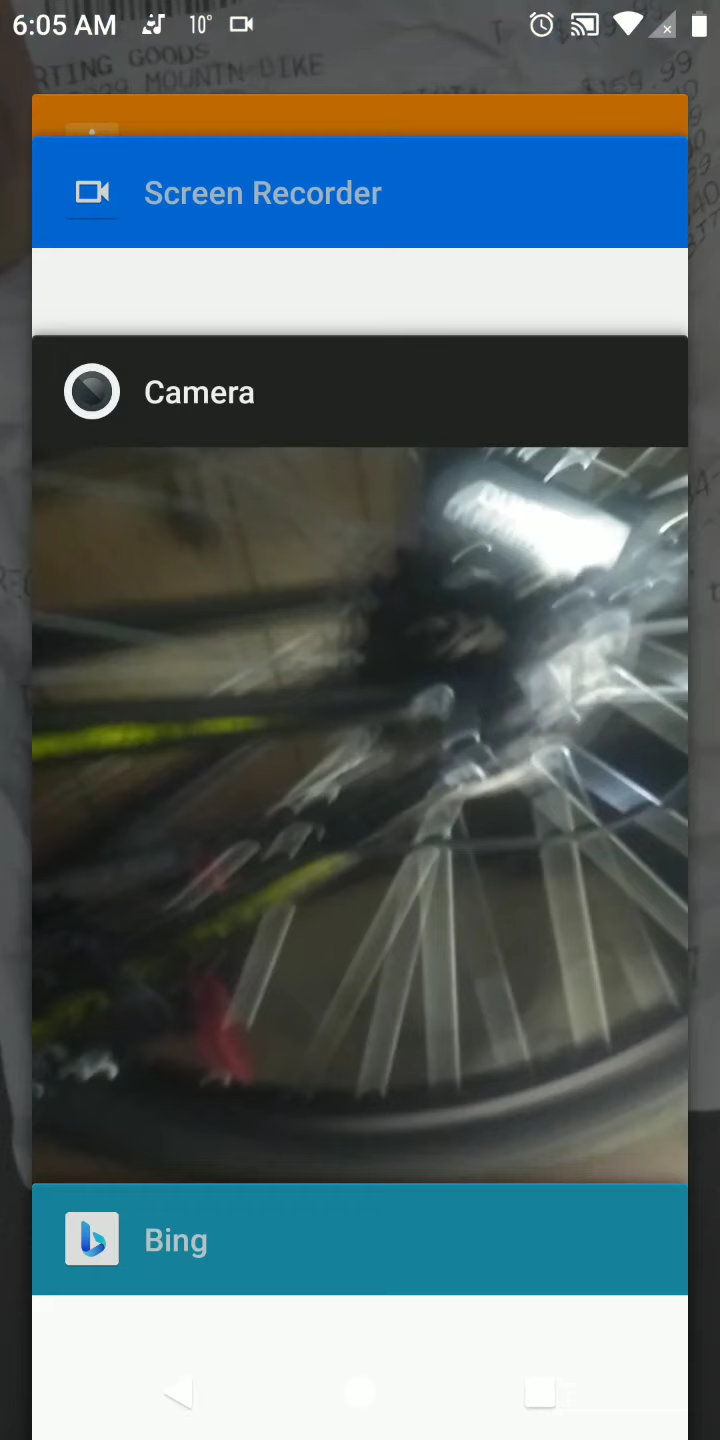 6:05 AM 10°
RTING GOODS
MOUNTN-BIKE
$159.99
Screen Recorder
Camera
Bing